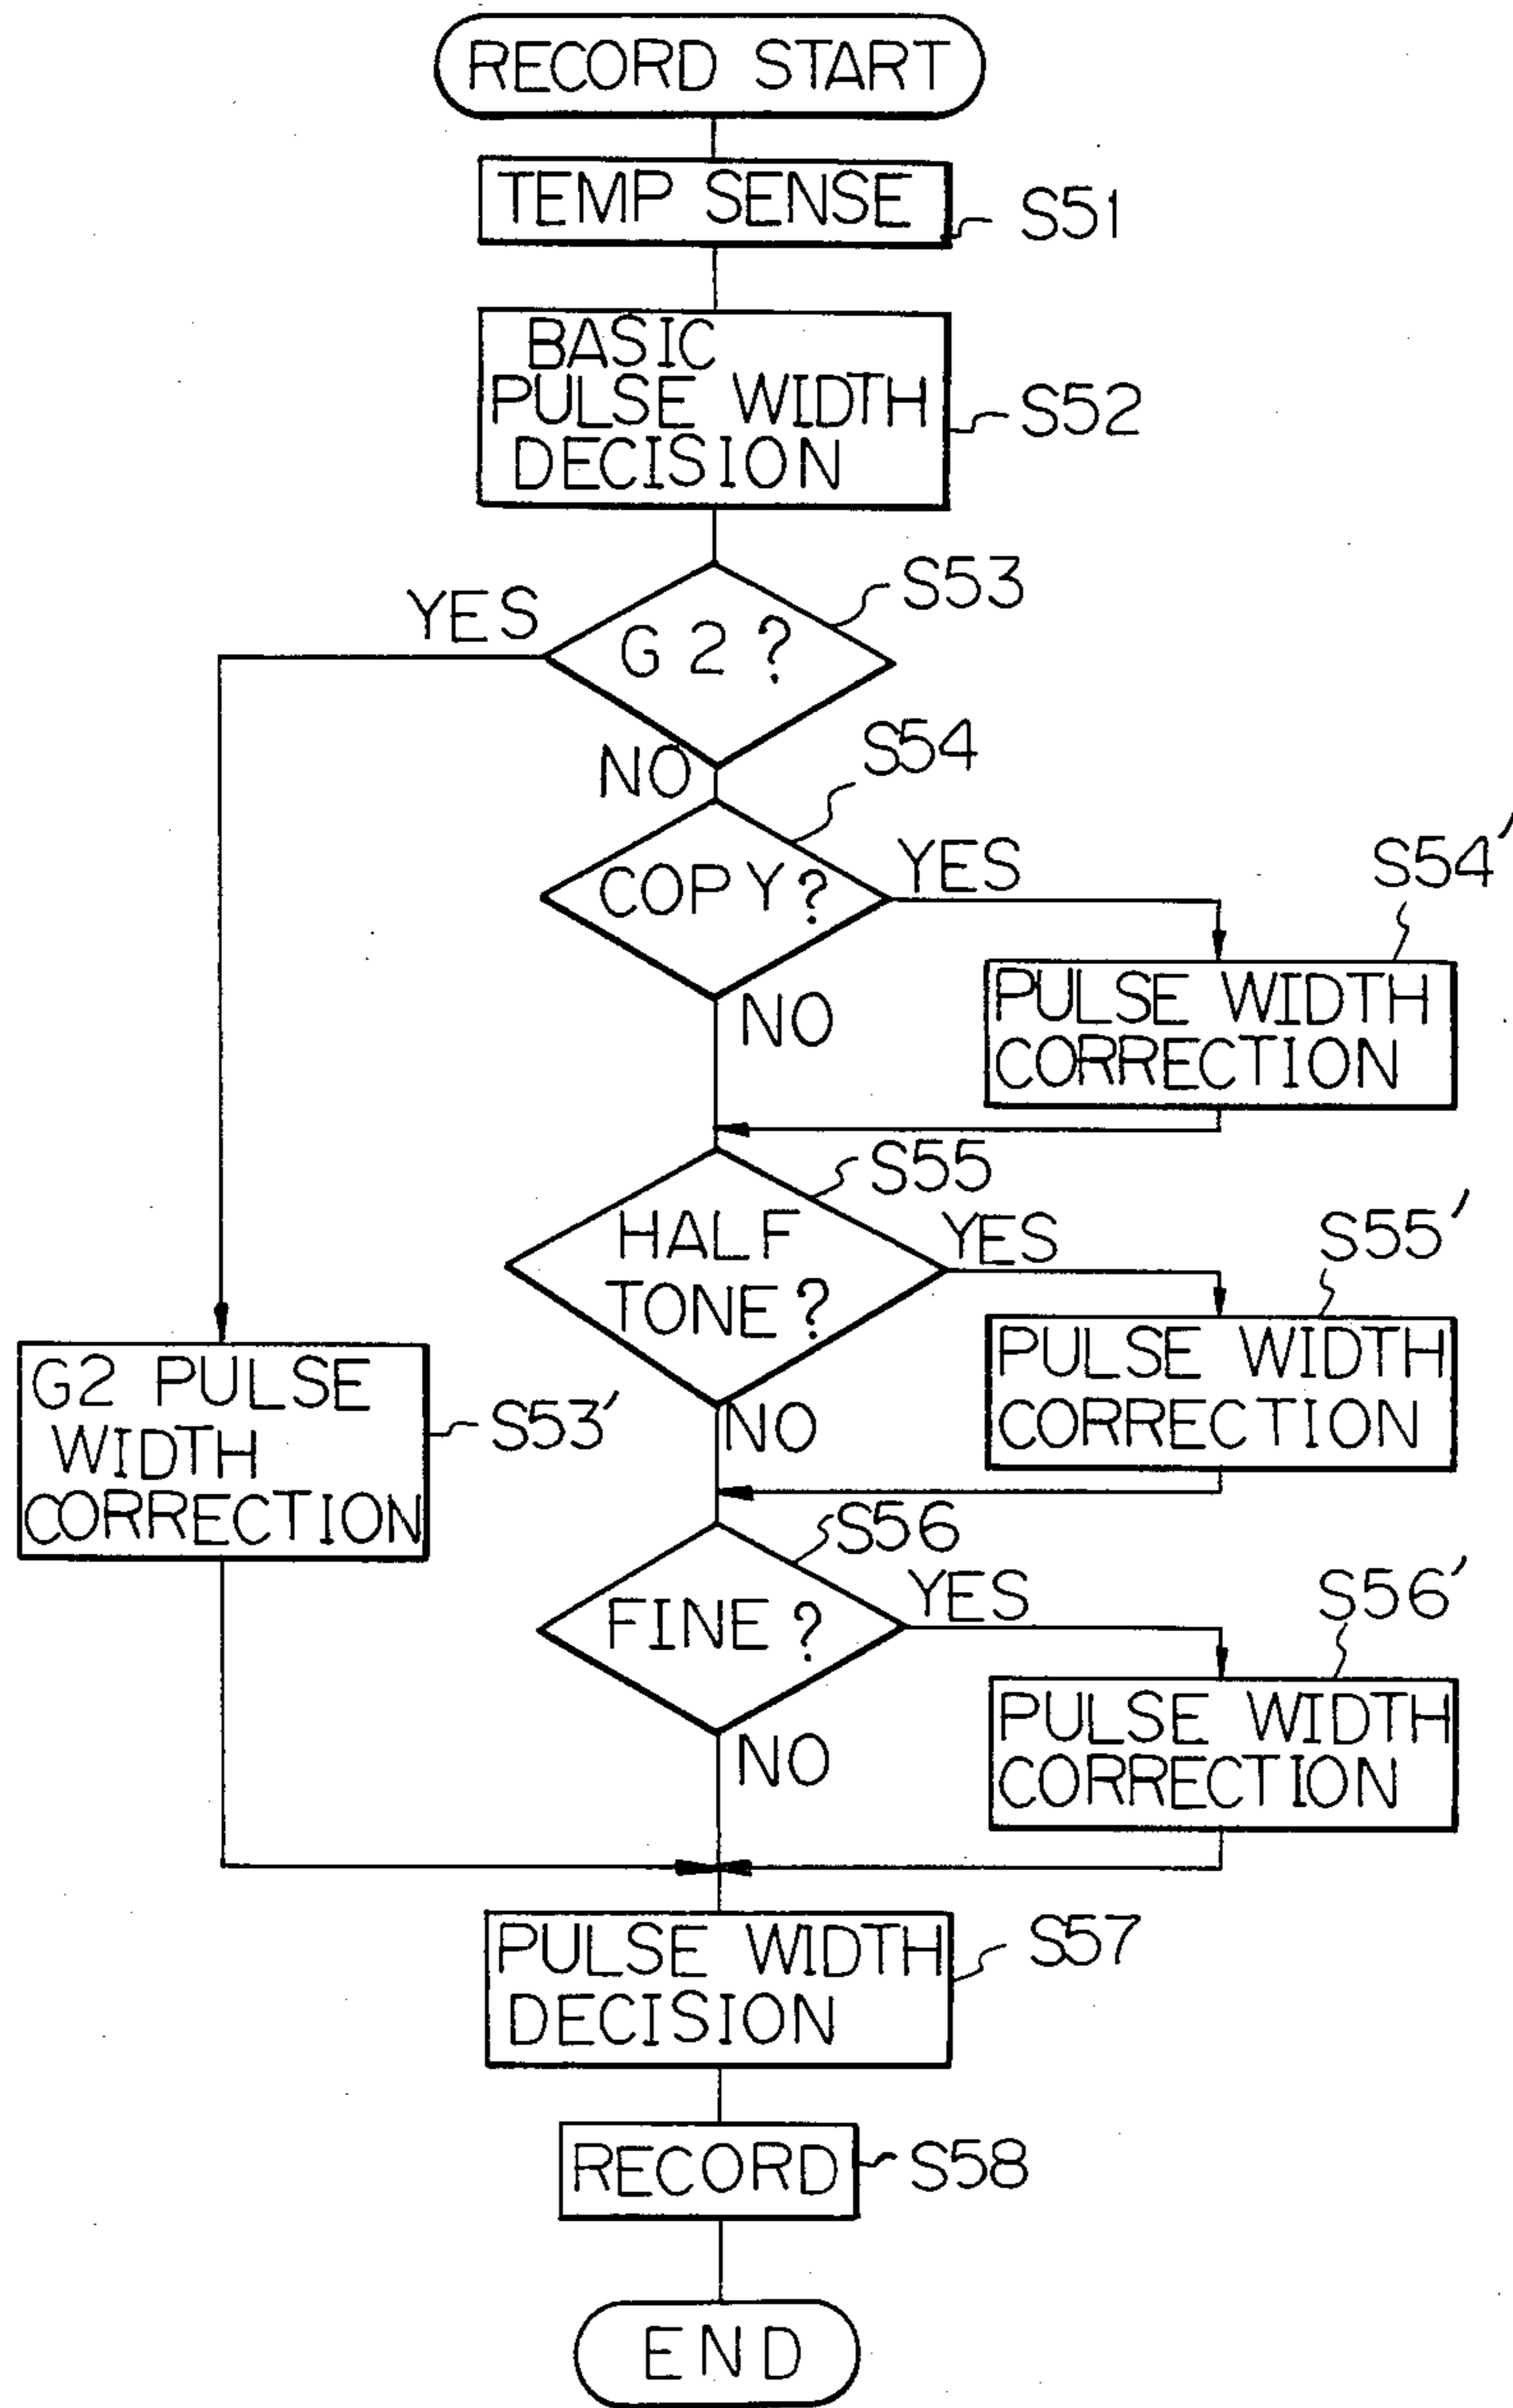 RECORD START
TEMP SENSE
S51
BASIC
PULSE WIDTH
DECISION
S52
S53
YES
G2?
NO
S54
COPY?
YES
S54'
PULSE WIDTH
CORRECTION
NO
S55
HALF
TONE?
YES
S55'
PULSE WIDTH
CORRECTION
NO
G2 PULSE
WIDTH
CORRECTION
S53'
S56
FINE?
YES
S56'
PULSE WIDTH
CORRECTION
NO
PULSE WIDTH
DECISION
S57
RECORD
S58
END